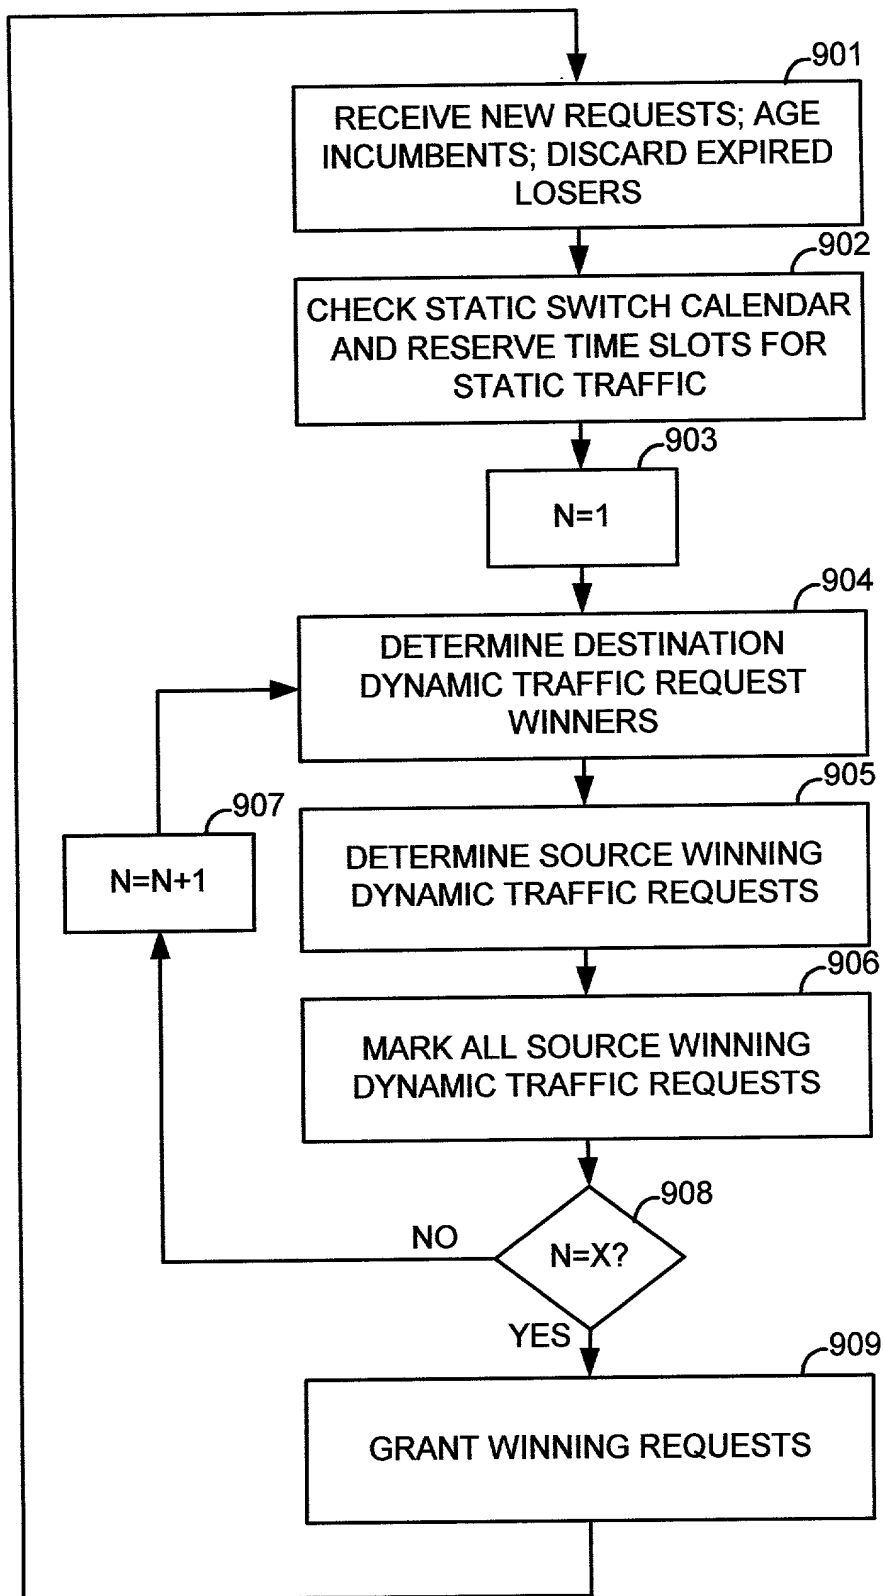 901
RECEIVE NEW REQUESTS; AGE
INCUMBENTS; DISCARD EXPIRED
LOSERS
902
CHECK STATIC SWITCH CALENDAR
AND RESERVE TIME SLOTS FOR
STATIC TRAFFIC
903
N=1
904
DETERMINE DESTINATION
DYNAMIC TRAFFIC REQUEST
WINNERS
905
DETERMINE SOURCE WINNING
DYNAMIC TRAFFIC REQUESTS
907
N=N+1
906
MARK ALL SOURCE WINNING
DYNAMIC TRAFFIC REQUESTS
908
N=X?
NO
YES
909
GRANT WINNING REQUESTS